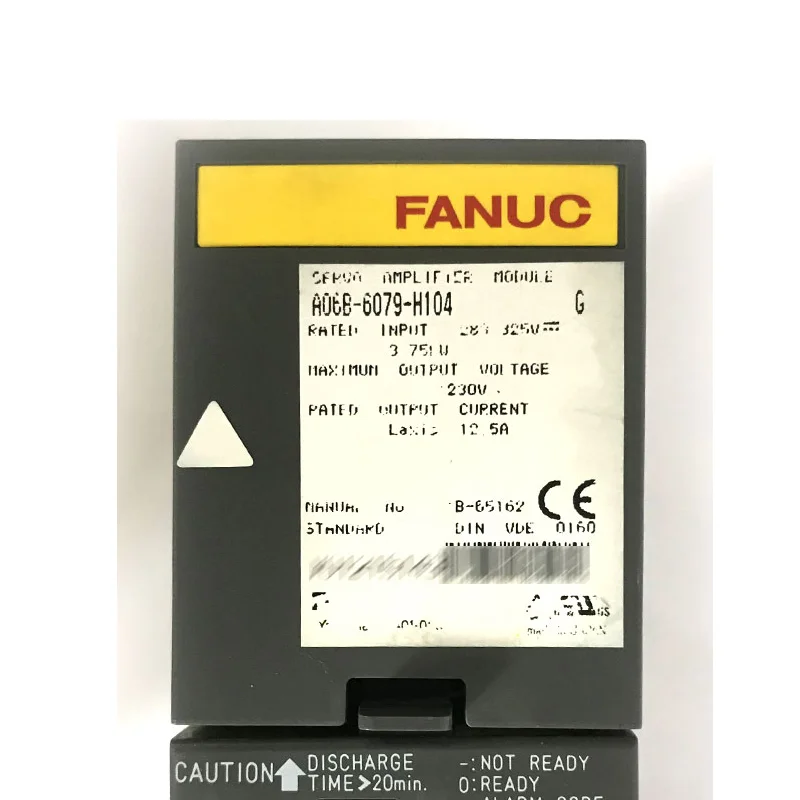 FANUC
SERVO AMPLIFIER MODULE
A06B-6079-H104 G
RATED INPUT 325V
3.75kW
MAXIMUM OUTPUT VOLTAGE
230V
RATED OUTPUT CURRENT
12.5A
MANUAL NO B-65162
STANDARD DIN VDE 0160
CE
CAUTION
DISCHARGE
TIME>20min.
-:NOT READY
0:READY